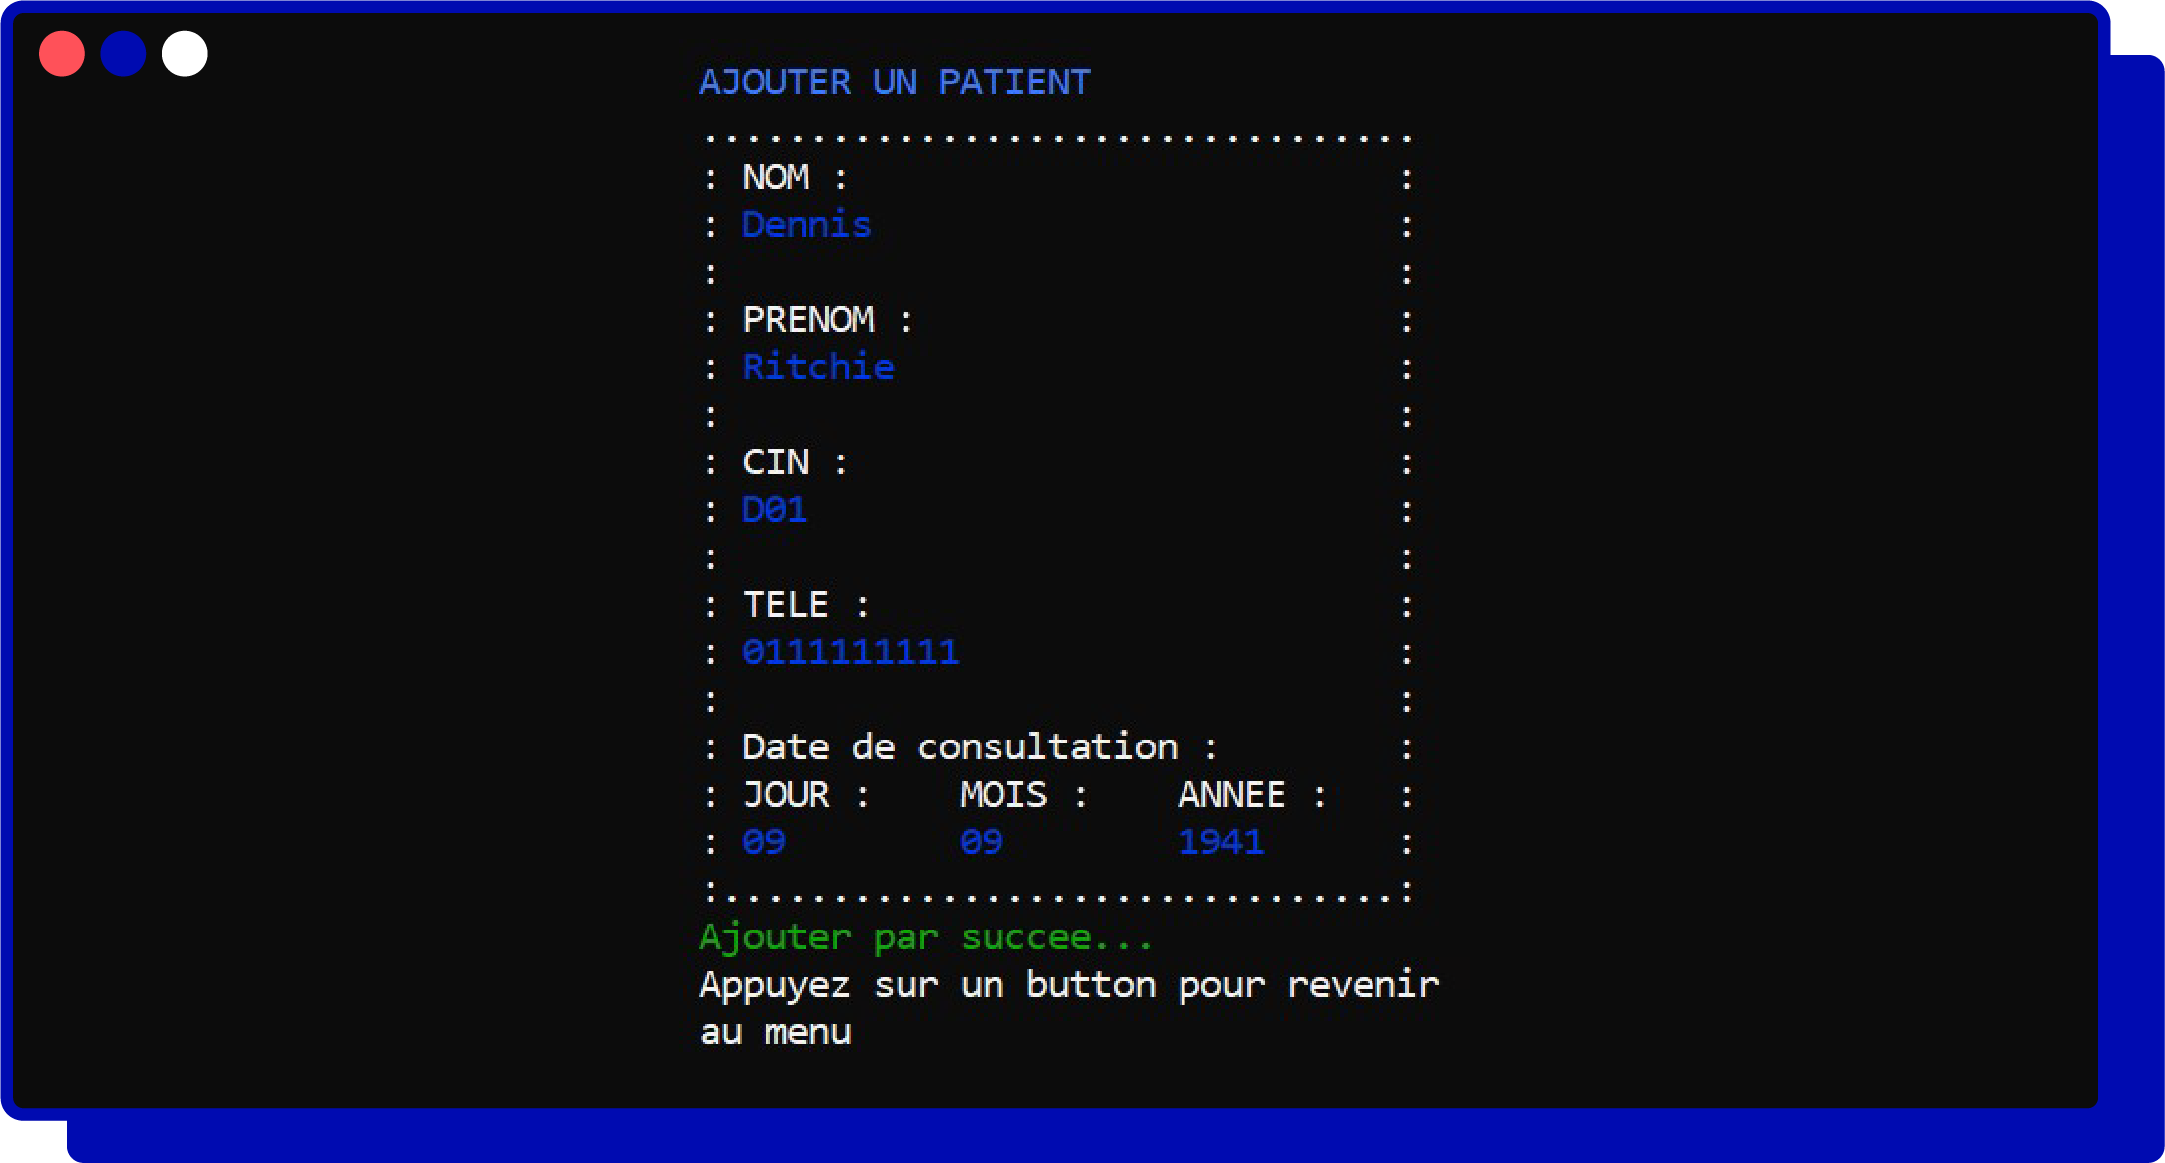 AJOUTER UN PATIENT
.................................
: NOM : :
: Dennis :
: :
: PRENOM : :
: Ritchie :
: :
: CIN : :
: D01 :
: :
: TELE : :
: 0111111111 :
: :
: Date de consultation : :
: JOUR : MOIS : ANNEE : :
: 09 09 1941 :
:...............................:
Ajouter par succee...
Appuyez sur un button pour revenir
au menu